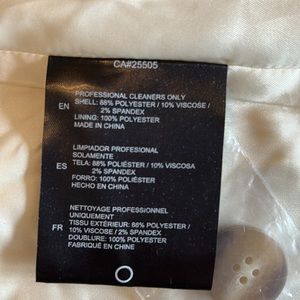 CA#25505
PROFESSIONAL CLEANERS ONLY
EN SHELL: 88% POLYESTER / 10% VISCOSE /
2% SPANDEX
LINING: 100% POLYESTER
MADE IN CHINA
LIMPIADOR PROFESIONAL
SOLAMENTE
ES TELA: 88% POLIÉSTER / 10% VISCOSA
2% SPANDEX
FORRO: 100% POLYESTER
HECHO EN CHINA
NETTOYAGE PROFESSIONNEL
UNIQUEMENT
FR TISSU EXTÉRIEUR: 88% POLYESTER /
10% VISCOSE / 2% SPANDEX
DOUBLURE: 100% POLYESTER
FABRIQUÉ EN CHINE